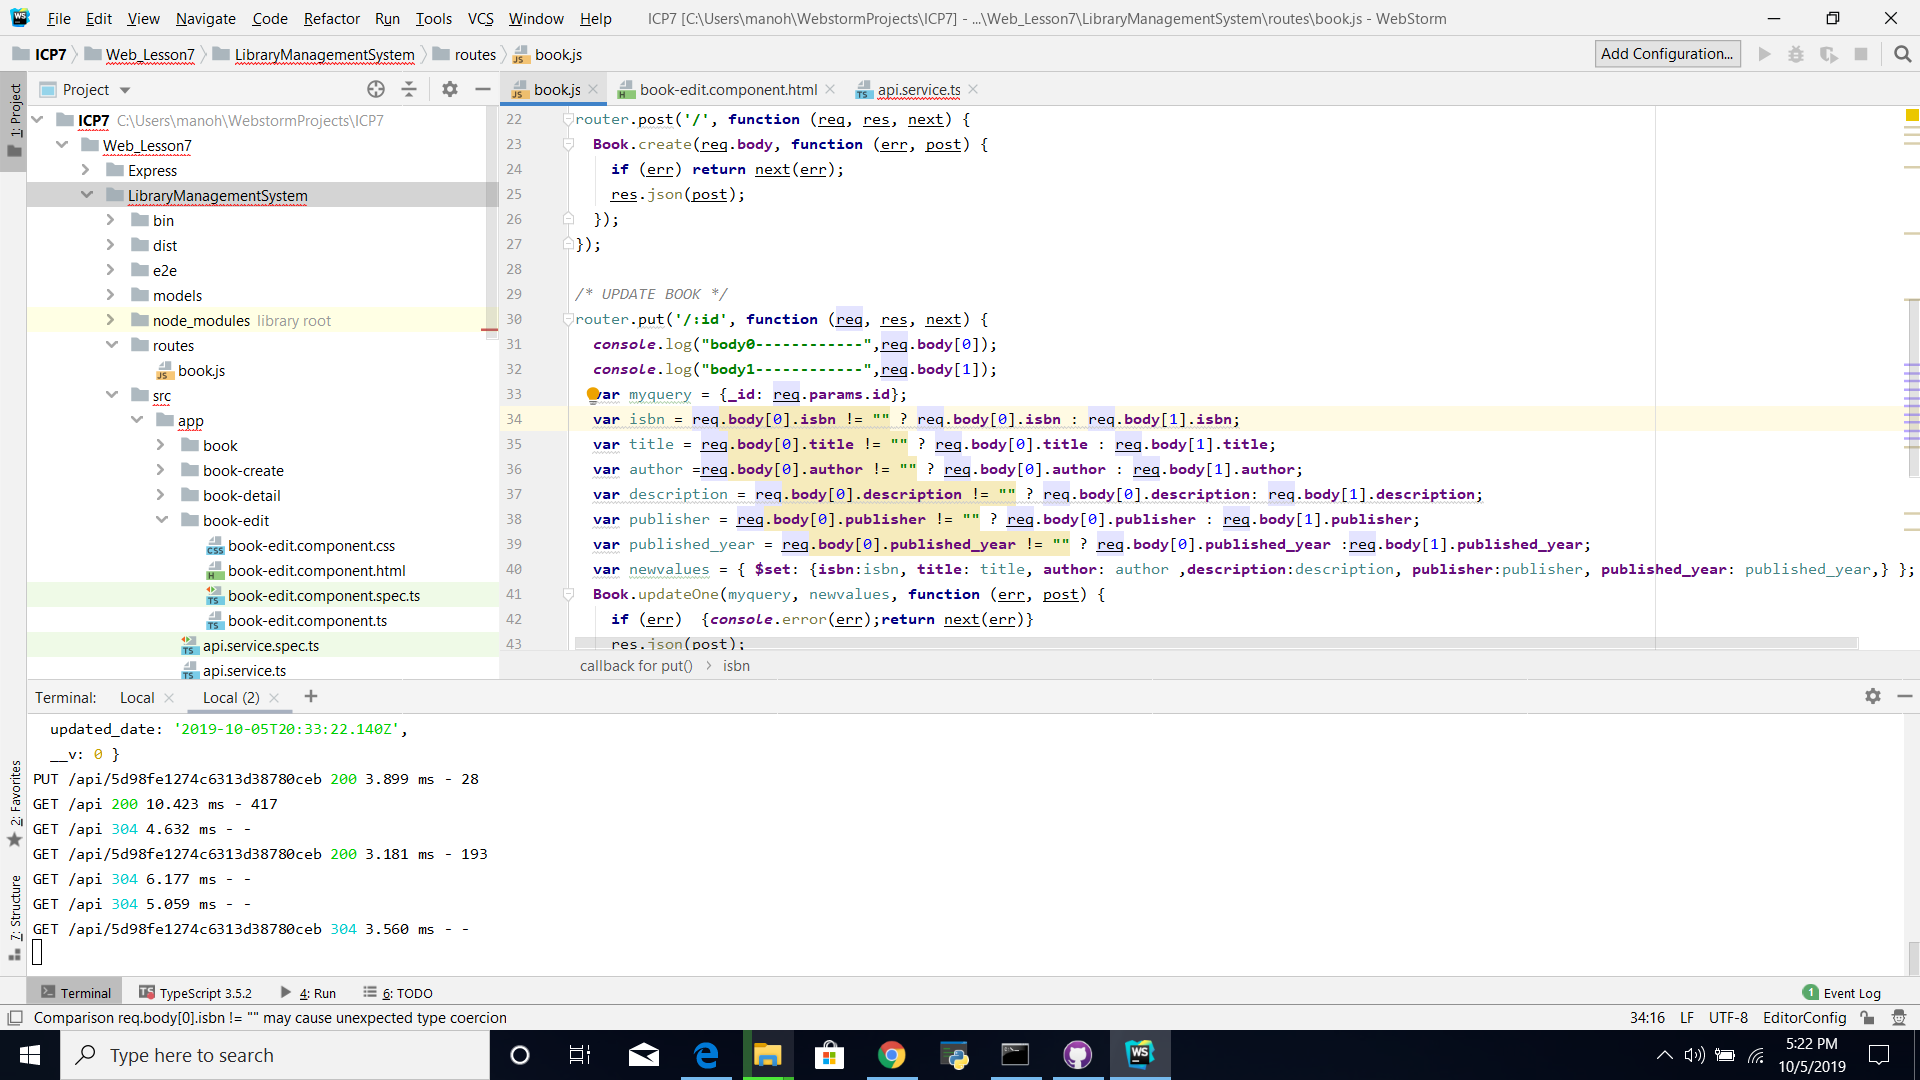 File Edit View Navigate Code Refactor Run Tools VCS Window Help ICP7 [C:\Users\manoh\WebstormProjects\ICP7] - ...\Web_Lesson7\LibraryManagementSystem\routes\book.js - WebStorm
ICP7 Web_Lesson7 LibraryManagementSystem routes book.js Add Configuration...
Project book.js book-edit.component.html api.service.ts
1: Project
ICP7 C:\Users\manoh\WebstormProjects\ICP7
Web_Lesson7
Express
LibraryManagementSystem
bin
dist
e2e
models
node_modules library root
routes
book.js
src
app
book
book-create
book-detail
book-edit
book-edit.component.css
book-edit.component.html
book-edit.component.spec.ts
book-edit.component.ts
api.service.spec.ts
api.service.ts
22 router.post('/', function (req, res, next) {
23 Book.create(req.body, function (err, post) {
24 if (err) return next(err);
25 res.json(post);
26 });
27 });
28
29 /* UPDATE BOOK */
30 router.put('/:id', function (req, res, next) {
31 console.log("body0------------",req.body[0]);
32 console.log("body1------------",req.body[1]);
33 var myquery = {_id: req.params.id};
34 var isbn = req.body[0].isbn != "" ? req.body[0].isbn : req.body[1].isbn;
35 var title = req.body[0].title != "" ? req.body[0].title : req.body[1].title;
36 var author =req.body[0].author != "" ? req.body[0].author : req.body[1].author;
37 var description = req.body[0].description != "" ? req.body[0].description: req.body[1].description;
38 var publisher = req.body[0].publisher != "" ? req.body[0].publisher : req.body[1].publisher;
39 var published_year = req.body[0].published_year != "" ? req.body[0].published_year :req.body[1].published_year;
40 var newvalues = { $set: {isbn:isbn, title: title, author: author ,description:description, publisher:publisher, published_year: published_year,} };
41 Book.updateOne(myquery, newvalues, function (err, post) {
42 if (err) {console.error(err);return next(err)}
43 res.json(post);
callback for put() isbn
Terminal: Local Local (2)
updated_date: '2019-10-05T20:33:22.140Z',
__v: 0 }
PUT /api/5d98fe1274c6313d38780ceb 200 3.899 ms - 28
GET /api 200 10.423 ms - 417
GET /api 304 4.632 ms - -
GET /api/5d98fe1274c6313d38780ceb 200 3.181 ms - 193
GET /api 304 6.177 ms - -
GET /api 304 5.059 ms - -
GET /api/5d98fe1274c6313d38780ceb 304 3.560 ms - -
2: Favorites
7: Structure
Terminal TypeScript 3.5.2 4: Run 6: TODO 1 Event Log
Comparison req.body[0].isbn != "" may cause unexpected type coercion 34:16 LF UTF-8 EditorConfig
Type here to search 5:22 PM
10/5/2019